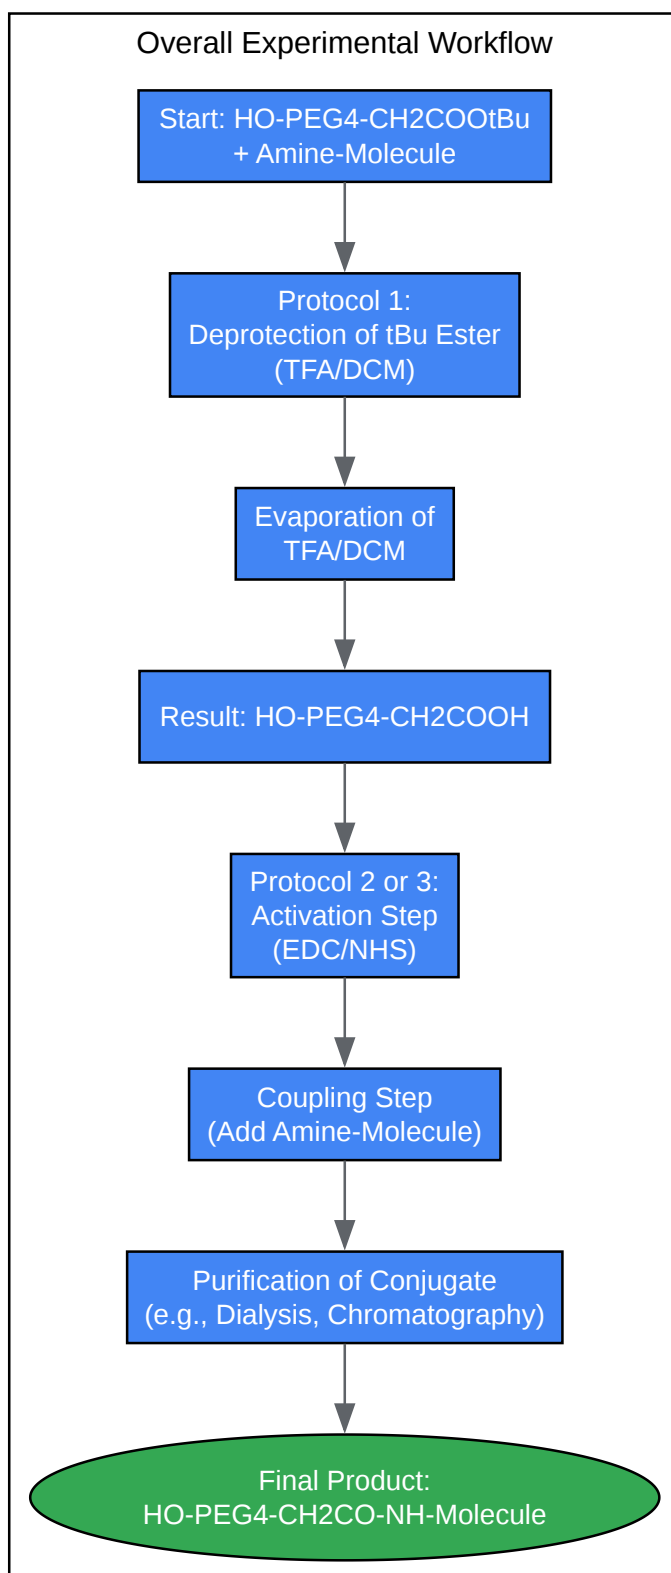 Overall Experimental Workflow
Start: HO-PEG4-CH2COOtBu
+ Amine-Molecule
Protocol 1:
Deprotection of tBu Ester
(TFA/DCM)
Evaporation of
TFA/DCM
Result: HO-PEG4-CH2COOH
Protocol 2 or 3:
Activation Step
(EDC/NHS)
Coupling Step
(Add Amine-Molecule)
Purification of Conjugate
(e.g., Dialysis, Chromatography)
Final Product:
HO-PEG4-CH2CO-NH-Molecule